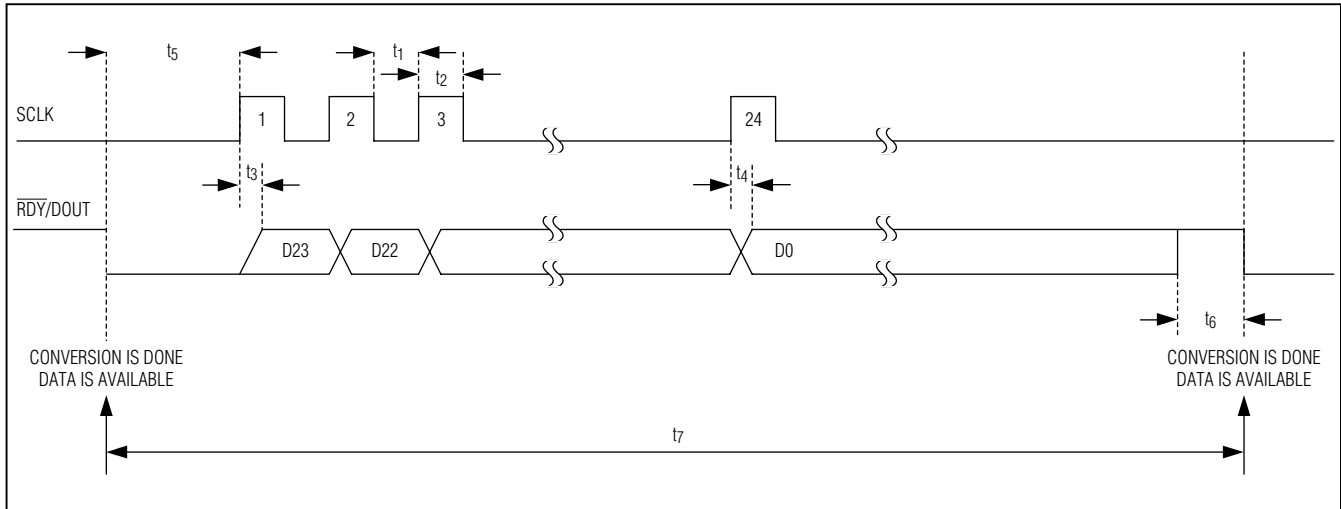 t5
t1
t2
SCLK
1
2
3
24
t3
t4
RDY/DOUT
D23
D22
D0
t6
CONVERSION IS DONE
DATA IS AVAILABLE
CONVERSION IS DONE
DATA IS AVAILABLE
t7